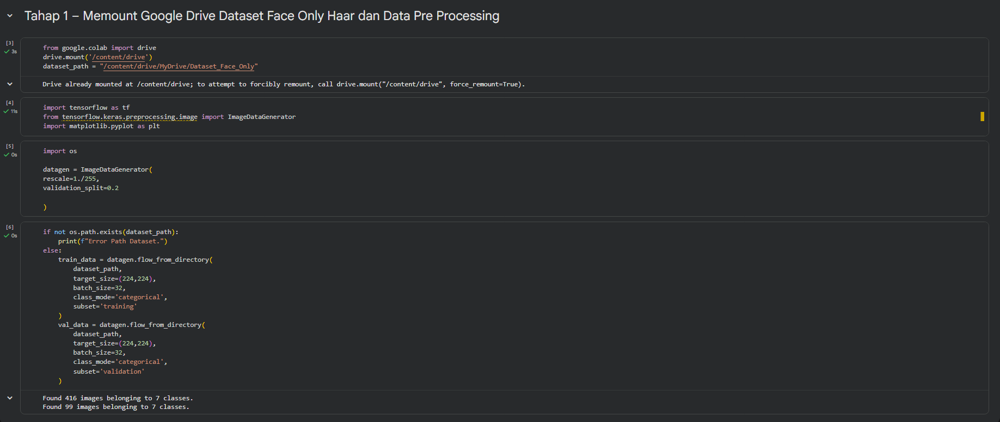 Tahap 1 – Memount Google Drive Dataset Face Only Haar dan Data Pre Processing
[3]
3s
from google.colab import drive
drive.mount('/content/drive')
dataset_path = "/content/drive/MyDrive/Dataset_Face_Only"
Drive already mounted at /content/drive; to attempt to forcibly remount, call drive.mount("/content/drive", force_remount=True).
[4]
11s
import tensorflow as tf
from tensorflow.keras.preprocessing.image import ImageDataGenerator
import matplotlib.pyplot as plt
[5]
0s
import os
datagen = ImageDataGenerator(
rescale=1./255,
validation_split=0.2
)
[6]
0s
if not os.path.exists(dataset_path):
    print(f"Error Path Dataset.")
else:
    train_data = datagen.flow_from_directory(
        dataset_path,
        target_size=(224,224),
        batch_size=32,
        class_mode='categorical',
        subset='training'
    )
    val_data = datagen.flow_from_directory(
        dataset_path,
        target_size=(224,224),
        batch_size=32,
        class_mode='categorical',
        subset='validation'
    )
Found 416 images belonging to 7 classes.
Found 99 images belonging to 7 classes.